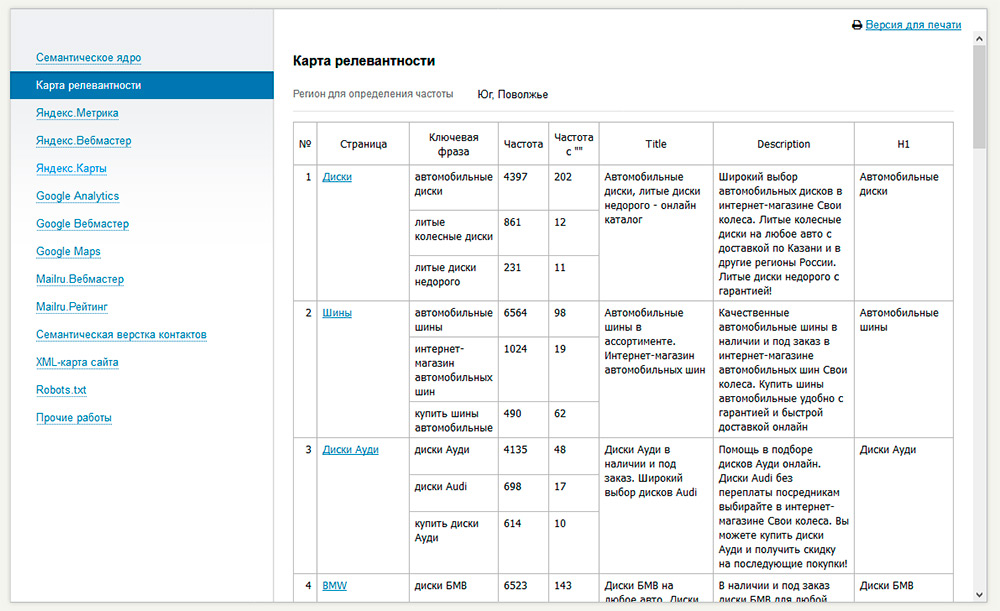 Версия для печати
Семантическое ядро
Карта релевантности
Яндекс.Метрика
Яндекс.Вебмастер
Яндекс.Карты
Google Analytics
Google Вебмастер
Google Maps
Mailru.Вебмастер
Mailru.Рейтинг
Семантическая верстка контактов
XML-карта сайта
Robots.txt
Прочие работы
Карта релевантности
Регион для определения частоты Юг, Поволжье
№
Страница
Ключевая
фраза
Частота
Частота
с ""
Title
Description
H1
1
Диски
автомобильные
диски
4397
202
литые
колесные диски
861
12
литые диски
недорого
231
11
Автомобильные
диски, литые диски
недорого - онлайн
каталог
Широкий выбор
автомобильных дисков в
интернет-магазине Свои
колеса. Литые колесные
диски на любое авто с
доставкой по Казани и в
другие регионы России.
Литые диски недорого с
гарантией!
Автомобильные
диски
2
Шины
автомобильные
шины
6564
98
интернет-
магазин
автомобильных
шин
1024
19
купить шины
автомобильные
490
62
Автомобильные
шины в
ассортименте.
Интернет-магазин
автомобильных шин
Качественные
автомобильные шины в
наличии и под заказ в
интернет-магазине
автомобильных шин Свои
колеса. Купить шины
автомобильные удобно с
гарантией и быстрой
доставкой онлайн
Автомобильные
шины
3
Диски Ауди
диски Ауди
4135
48
диски Audi
698
17
купить диски
Ауди
614
10
Диски Ауди в
наличии и под
заказ. Широкий
выбор дисков Audi
Помощь в подборе
дисков Ауди онлайн.
Диски Audi без
переплаты посредникам
выбирайте в интернет-
магазине Свои колеса. Вы
можете купить диски
Ауди и получить скидку
на последующие покупки!
Диски Ауди
4
BMW
диски БМВ
6523
143
Диски БМВ на
любое авто. Диски
В наличии и под заказ
диски БМВ для любой
Диски БМВ